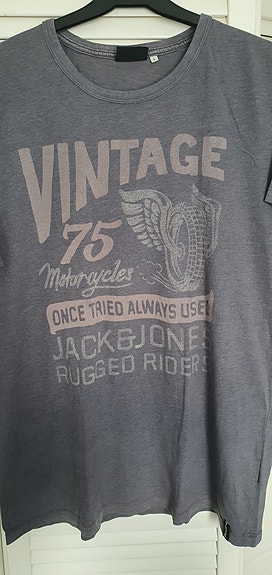 VINTAGE
75
Motorcycles
ONCE TRIED ALWAYS USED
JACK&JONES
RUGGED RIDERS